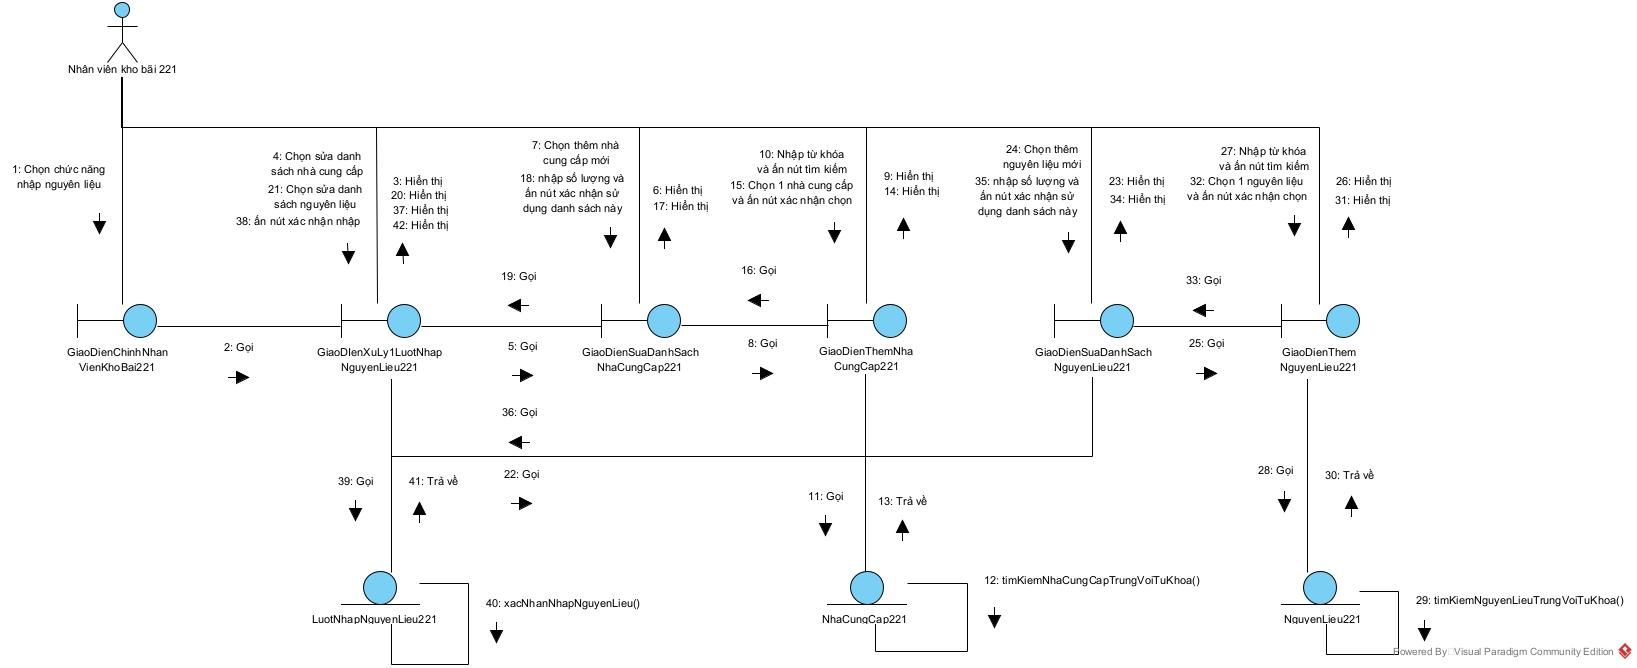 Nhân viên kho bãi 221
1: Chọn chức năng
nhập nguyên liệu
4: Chọn sửa danh
sách nhà cung cấp
21: Chọn sửa danh
sách nguyên liệu
38: ấn nút xác nhận nhập
3: Hiển thị
20: Hiển thị
37: Hiển thị
42: Hiển thị
7: Chọn thêm nhà
cung cấp mới
18: nhập số lượng và
ấn nút xác nhận sử
dụng danh sách này
6: Hiển thị
17: Hiển thị
10: Nhập từ khóa
và ấn nút tìm kiếm
15: Chọn 1 nhà cung cấp
và ấn nút xác nhận chọn
9: Hiển thị
14: Hiển thị
24: Chọn thêm
nguyên liệu mới
35: nhập số lượng và
ấn nút xác nhận sử
dụng danh sách này
23: Hiển thị
34: Hiển thị
27: Nhập từ khóa
và ấn nút tìm kiếm
32: Chọn 1 nguyên liệu
và ấn nút xác nhận chọn
26: Hiển thị
31: Hiển thị
19: Gọi
16: Gọi
33: Gọi
GiaoDienChinhNhan
VienKhoBai221
2: Gọi
GiaoDIenXuLy1LuotNhap
NguyenLieu221
5: Gọi
GiaoDienSuaDanhSach
NhaCungCap221
8: Gọi
GiaoDienThemNha
CungCap221
GiaoDienSuaDanhSach
NguyenLieu221
25: Gọi
GiaoDienThem
NguyenLieu221
36: Gọi
22: Gọi
39: Gọi
41: Trả về
11: Gọi
13: Trả về
28: Gọi
30: Trả về
LuotNhapNguyenLieu221
40: xacNhanNhapNguyenLieu()
NhaCungCap221
12: timKiemNhaCungCapTrungVoiTuKhoa()
NguyenLieu221
29: timKiemNguyenLieuTrungVoiTuKhoa()
Powered By Visual Paradigm Community Edition